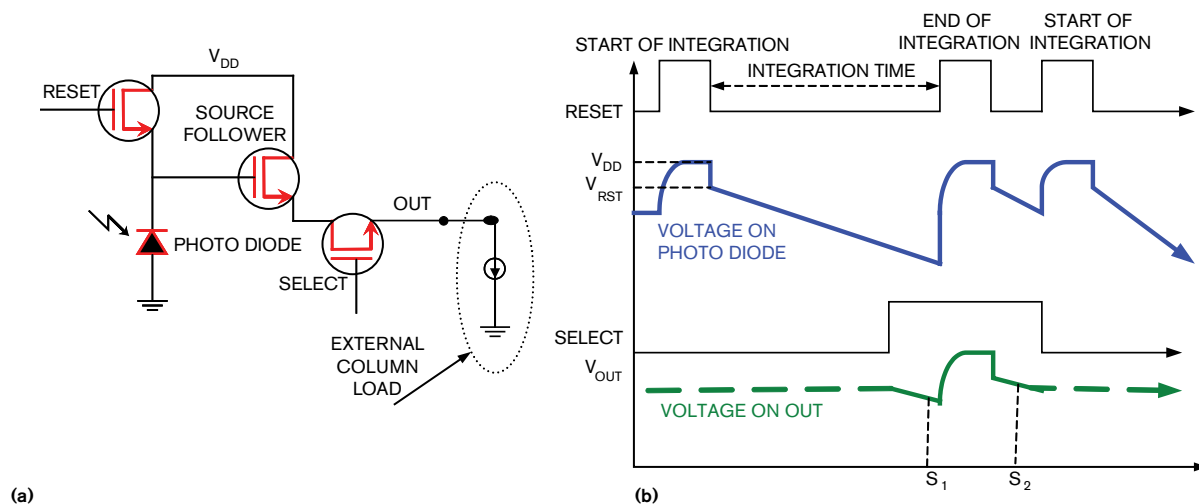 V_DD
RESET
SOURCE
FOLLOWER
OUT
PHOTO DIODE
SELECT
EXTERNAL
COLUMN
LOAD
(a)
START OF INTEGRATION
END OF
INTEGRATION
START OF
INTEGRATION
INTEGRATION TIME
RESET
V_DD
V_RST
VOLTAGE ON
PHOTO DIODE
SELECT
V_OUT
VOLTAGE ON OUT
S_1
S_2
(b)